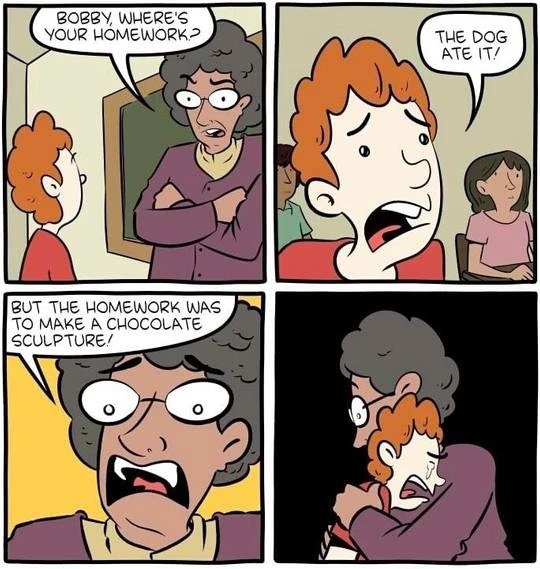 BOBBY, WHERE'S
YOUR HOMEWORK?
THE DOG
ATE IT!
BUT THE HOMEWORK WAS
TO MAKE A CHOCOLATE
SCULPTURE!